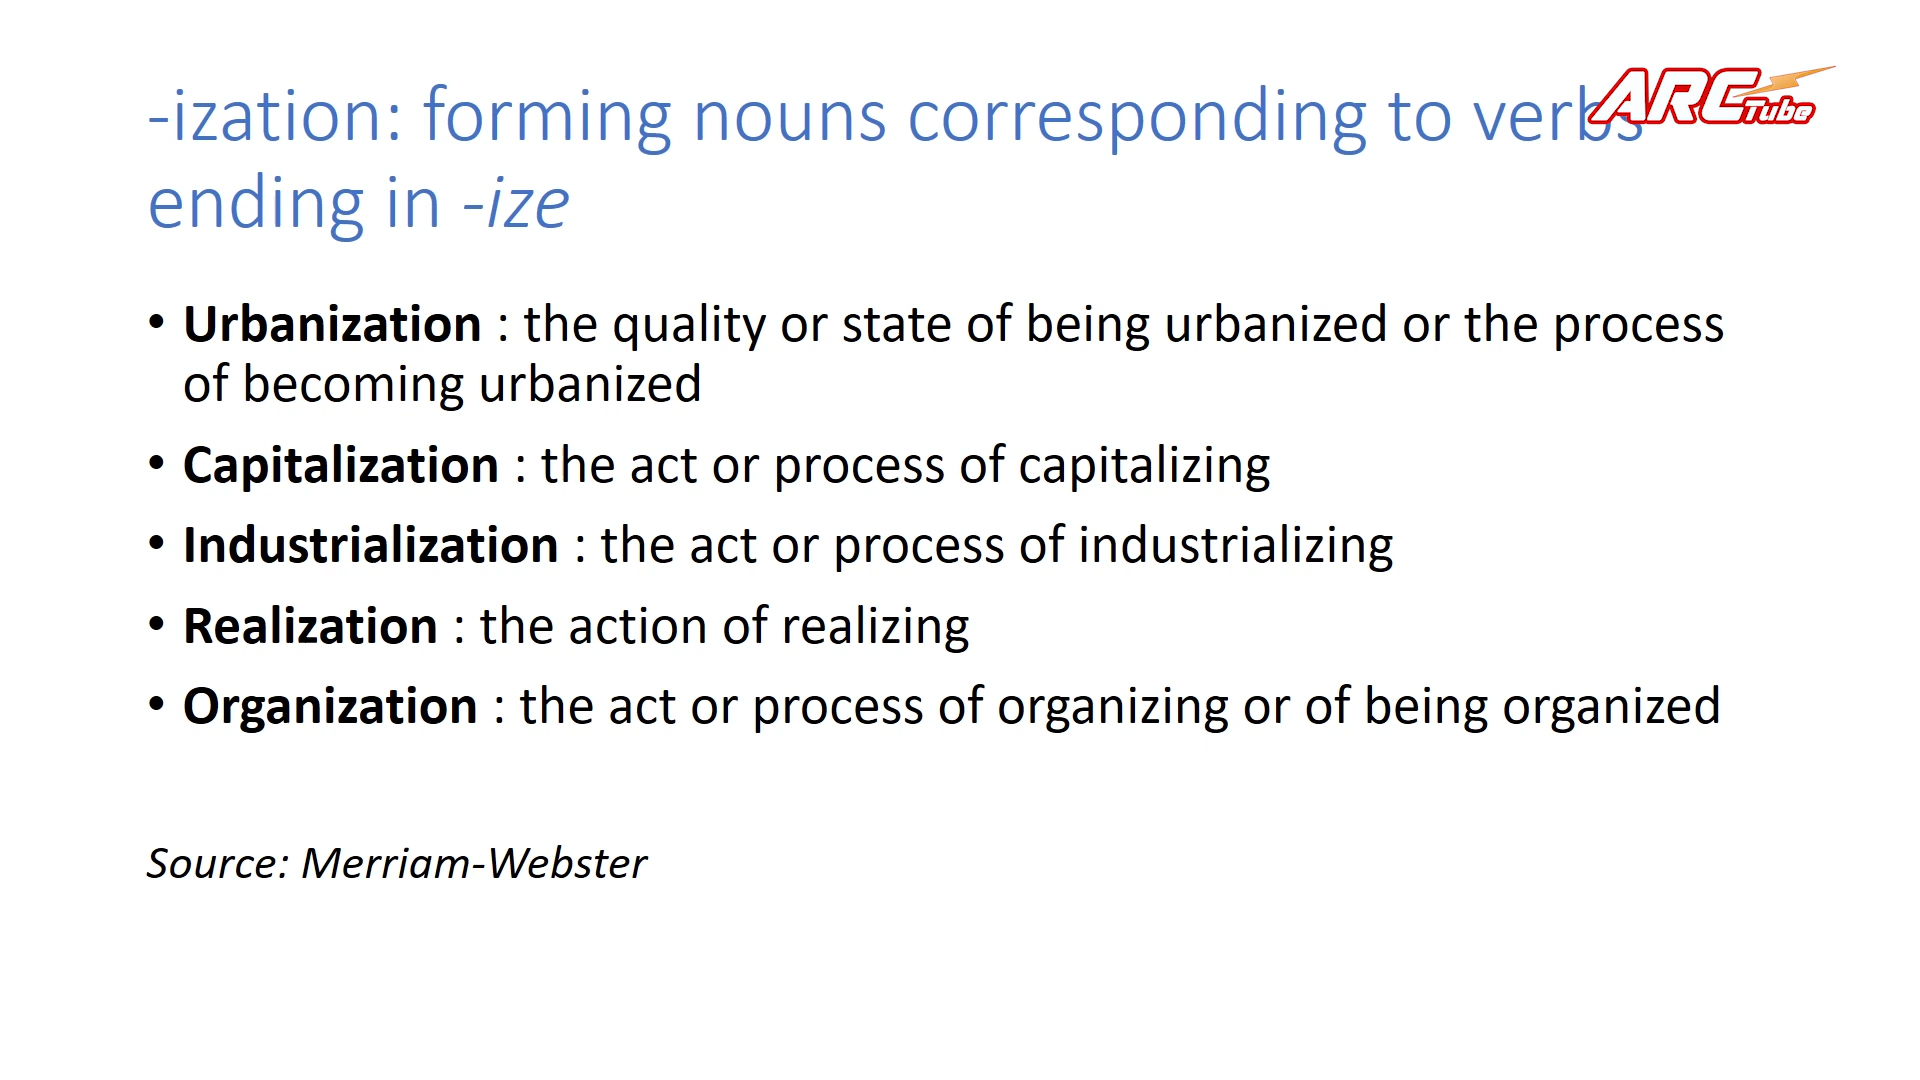 -ization: forming nouns corresponding to verbs
ending in -ize
ARC Tube
• Urbanization : the quality or state of being urbanized or the process
of becoming urbanized
• Capitalization : the act or process of capitalizing
• Industrialization : the act or process of industrializing
• Realization : the action of realizing
• Organization : the act or process of organizing or of being organized
Source: Merriam-Webster